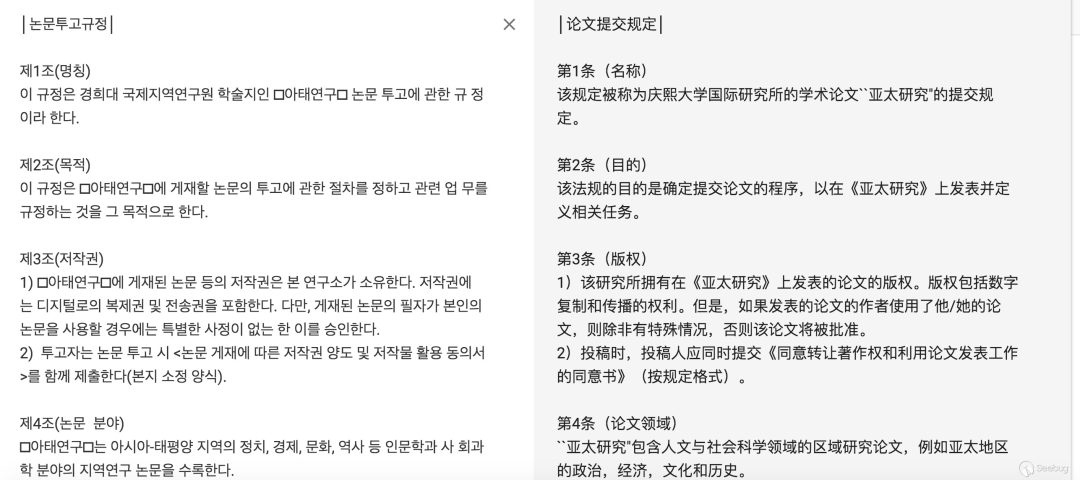 |논문투고규정|
제1조(명칭)
이 규정은 경희대 국제지역연구원 학술지인 □아태연구□ 논문 투고에 관한 규 정
이라 한다.
제2조(목적)
이 규정은 □아태연구□에 게재할 논문의 투고에 관한 절차를 정하고 관련 업 무를
규정하는 것을 그 목적으로 한다.
제3조(저작권)
1) □아태연구□에 게재된 논문 등의 저작권은 본 연구소가 소유한다. 저작권에
는 디지털로의 복제권 및 전송권을 포함한다. 다만, 게재된 논문의 필자가 본인의
논문을 사용할 경우에는 특별한 사정이 없는 한 이를 승인한다.
2)  투고자는 논문 투고 시 <논문 게재에 따른 저작권 양도 및 저작물 활용 동의서
>를 함께 제출한다(본지 소정 양식).
제4조(논문  분야)
□아태연구□는 아시아-태평양 지역의 정치, 경제, 문화, 역사 등 인문학과 사 회과
학 분야의 지역연구 논문을 수록한다.
|论文提交规定|
第1条（名称）
该规定被称为庆熙大学国际研究所的学术论文``亚太研究"的提交规
定。
第2条（目的）
该法规的目的是确定提交论文的程序，以在《亚太研究》上发表并定
义相关任务。
第3条（版权）
1）该研究所拥有在《亚太研究》上发表的论文的版权。版权包括数字
复制和传播的权利。但是，如果发表的论文的作者使用了他/她的论
文，则除非有特殊情况，否则该论文将被批准。
2）投稿时，投稿人应同时提交《同意转让著作权和利用论文发表工作
的同意书》（按规定格式）。
第4条（论文领域）
``亚太研究"包含人文与社会科学领域的区域研究论文，例如亚太地区
的政治，经济，文化和历史。
Seebug